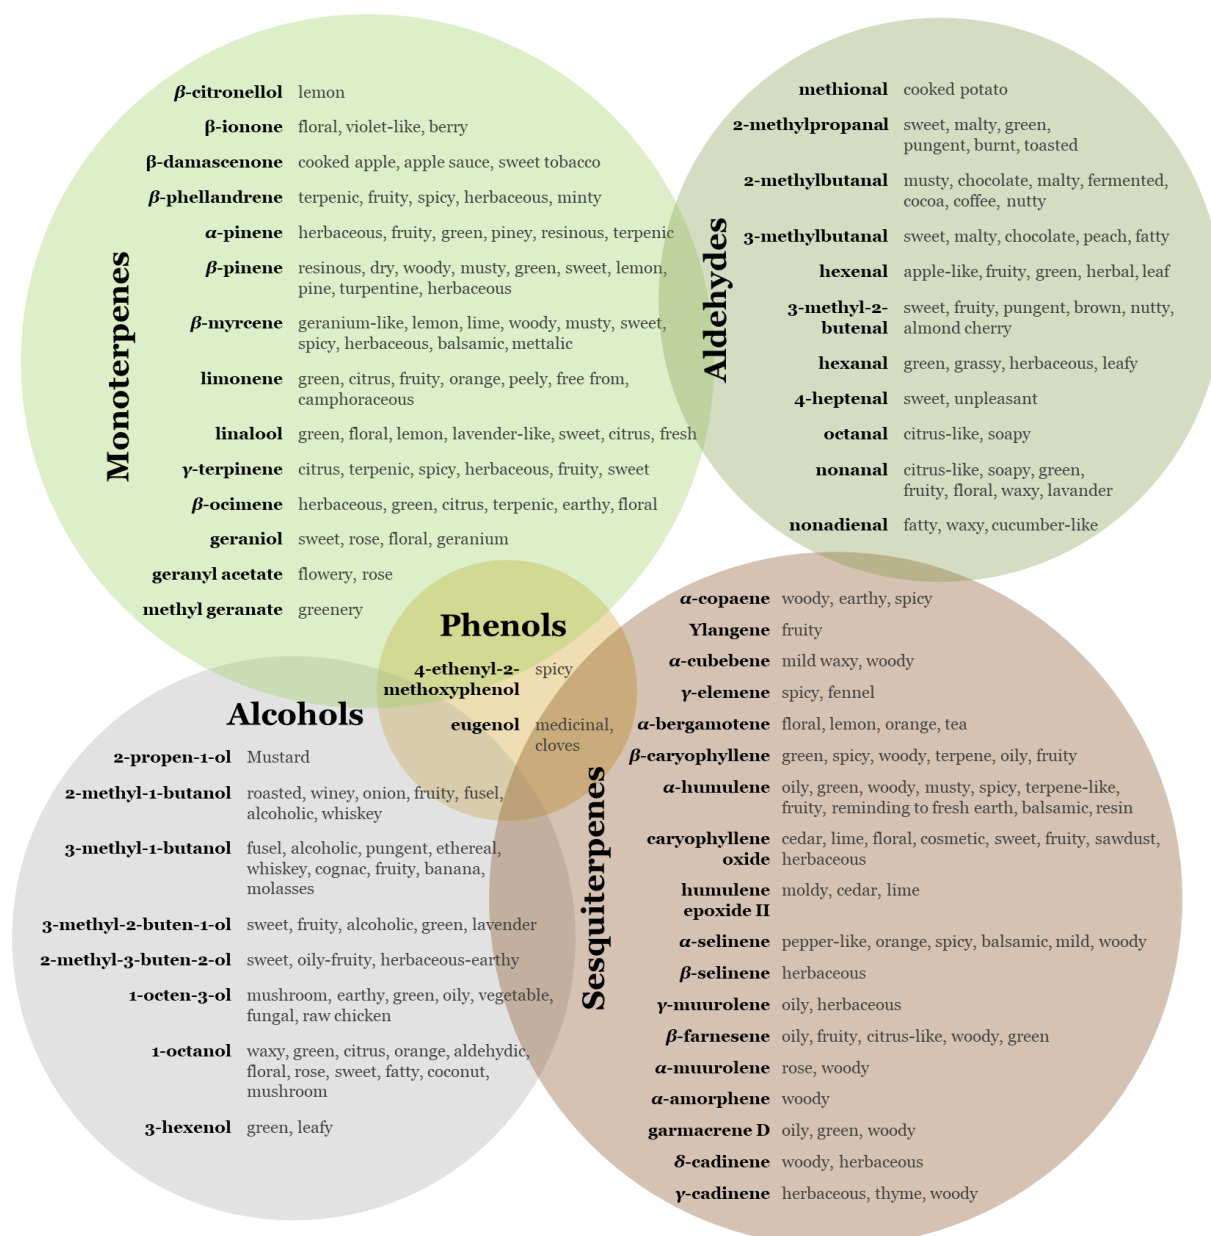 Monoterpenes
β-citronellol lemon
β-ionone floral, violet-like, berry
β-damascenone cooked apple, apple sauce, sweet tobacco
β-phellandrene terpenic, fruity, spicy, herbaceous, minty
α-pinene herbaceous, fruity, green, piney, resinous, terpenic
β-pinene resinous, dry, woody, musty, green, sweet, lemon,
pine, turpentine, herbaceous
β-myrcene geranium-like, lemon, lime, woody, musty, sweet,
spicy, herbaceous, balsamic, mettalic
limonene green, citrus, fruity, orange, peely, free from,
camphoraceous
linalool green, floral, lemon, lavender-like, sweet, citrus, fresh
γ-terpinene citrus, terpenic, spicy, herbaceous, fruity, sweet
β-ocimene herbaceous, green, citrus, terpenic, earthy, floral
geraniol sweet, rose, floral, geranium
geranyl acetate flowery, rose
methyl geranate greenery
Aldehydes
methional cooked potato
2-methylpropanal sweet, malty, green,
pungent, burnt, toasted
2-methylbutanal musty, chocolate, malty, fermented,
cocoa, coffee, nutty
3-methylbutanal sweet, malty, chocolate, peach, fatty
hexenal apple-like, fruity, green, herbal, leaf
3-methyl-2- sweet, fruity, pungent, brown, nutty,
butenal almond cherry
hexanal green, grassy, herbaceous, leafy
4-heptenal sweet, unpleasant
octanal citrus-like, soapy
nonanal citrus-like, soapy, green,
fruity, floral, waxy, lavander
nonadienal fatty, waxy, cucumber-like
Phenols
4-ethenyl-2- spicy
methoxyphenol
eugenol medicinal,
cloves
Alcohols
2-propen-1-ol Mustard
2-methyl-1-butanol roasted, winey, onion, fruity, fusel,
alcoholic, whiskey
3-methyl-1-butanol fusel, alcoholic, pungent, ethereal,
whiskey, cognac, fruity, banana,
molasses
3-methyl-2-buten-1-ol sweet, fruity, alcoholic, green, lavender
2-methyl-3-buten-2-ol sweet, oily-fruity, herbaceous-earthy
1-octen-3-ol mushroom, earthy, green, oily, vegetable,
fungal, raw chicken
1-octanol waxy, green, citrus, orange, aldehydic,
floral, rose, sweet, fatty, coconut,
mushroom
3-hexenol green, leafy
Sesquiterpenes
α-copaene woody, earthy, spicy
Ylangene fruity
α-cubebene mild waxy, woody
γ-elemene spicy, fennel
α-bergamotene floral, lemon, orange, tea
β-caryophyllene green, spicy, woody, terpene, oily, fruity
α-humulene oily, green, woody, musty, spicy, terpene-like,
fruity, reminding to fresh earth, balsamic, resin
caryophyllene cedar, lime, floral, cosmetic, sweet, fruity, sawdust,
oxide herbaceous
humulene moldy, cedar, lime
epoxide II
α-selinene pepper-like, orange, spicy, balsamic, mild, woody
β-selinene herbaceous
γ-muurolene oily, herbaceous
β-farnesene oily, fruity, citrus-like, woody, green
α-muurolene rose, woody
α-amorphene woody
garmacrene D oily, green, woody
δ-cadinene woody, herbaceous
γ-cadinene herbaceous, thyme, woody